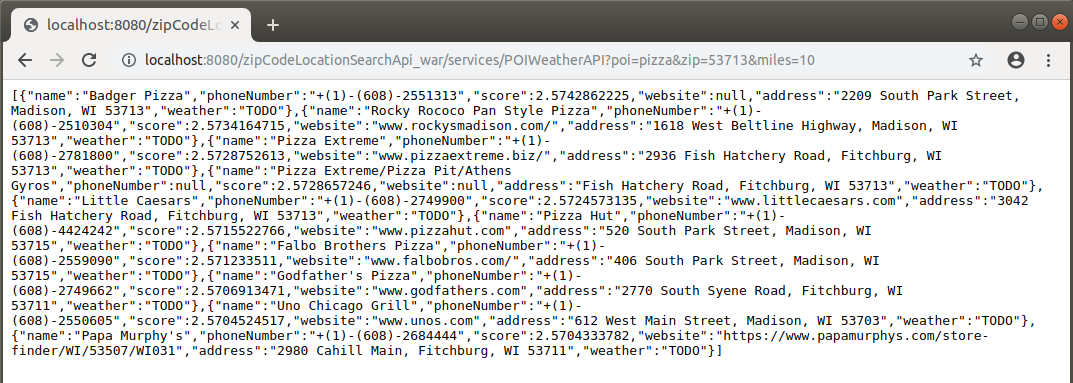 localhost:8080/zipCodeLo
localhost:8080/zipCodeLocationSearchApi_war/services/POIWeatherAPI?poi=pizza&zip=53713&miles=10
[{"name":"Badger Pizza","phoneNumber":"+(1)-(608)-2551313","score":2.5742862225,"website":null,"address":"2209 South Park Street,
Madison, WI 53713","weather":"TODO"},{"name":"Rocky Rococo Pan Style Pizza","phoneNumber":"+(1)-
(608)-2510304","score":2.5734164715,"website":"www.rockysmadison.com/","address":"1618 West Beltline Highway, Madison, WI
53713","weather":"TODO"},{"name":"Pizza Extreme","phoneNumber":"+(1)-
(608)-2781800","score":2.5728752613,"website":"www.pizzaextreme.biz/","address":"2936 Fish Hatchery Road, Fitchburg, WI
53713","weather":"TODO"},{"name":"Pizza Extreme/Pizza Pit/Athens
Gyros","phoneNumber":null,"score":2.5728657246,"website":null,"address":"Fish Hatchery Road, Fitchburg, WI 53713","weather":"TODO"},
{"name":"Little Caesars","phoneNumber":"+(1)-(608)-2749900","score":2.5724573135,"website":"www.littlecaesars.com","address":"3042
Fish Hatchery Road, Fitchburg, WI 53713","weather":"TODO"},{"name":"Pizza Hut","phoneNumber":"+(1)-
(608)-4424242","score":2.5715522766,"website":"www.pizzahut.com","address":"520 South Park Street, Madison, WI
53715","weather":"TODO"},{"name":"Falbo Brothers Pizza","phoneNumber":"+(1)-
(608)-2559090","score":2.571233511,"website":"www.falbobros.com/","address":"406 South Park Street, Madison, WI
53715","weather":"TODO"},{"name":"Godfather's Pizza","phoneNumber":"+(1)-
(608)-2749662","score":2.5706913471,"website":"www.godfathers.com","address":"2770 South Syene Road, Fitchburg, WI
53711","weather":"TODO"},{"name":"Uno Chicago Grill","phoneNumber":"+(1)-
(608)-2550605","score":2.5704524517,"website":"www.unos.com","address":"612 West Main Street, Madison, WI 53703","weather":"TODO"},
{"name":"Papa Murphy's","phoneNumber":"+(1)-(608)-2684444","score":2.5704333782,"website":"https://www.papamurphys.com/store-
finder/WI/53507/WI031","address":"2980 Cahill Main, Fitchburg, WI 53711","weather":"TODO"}]